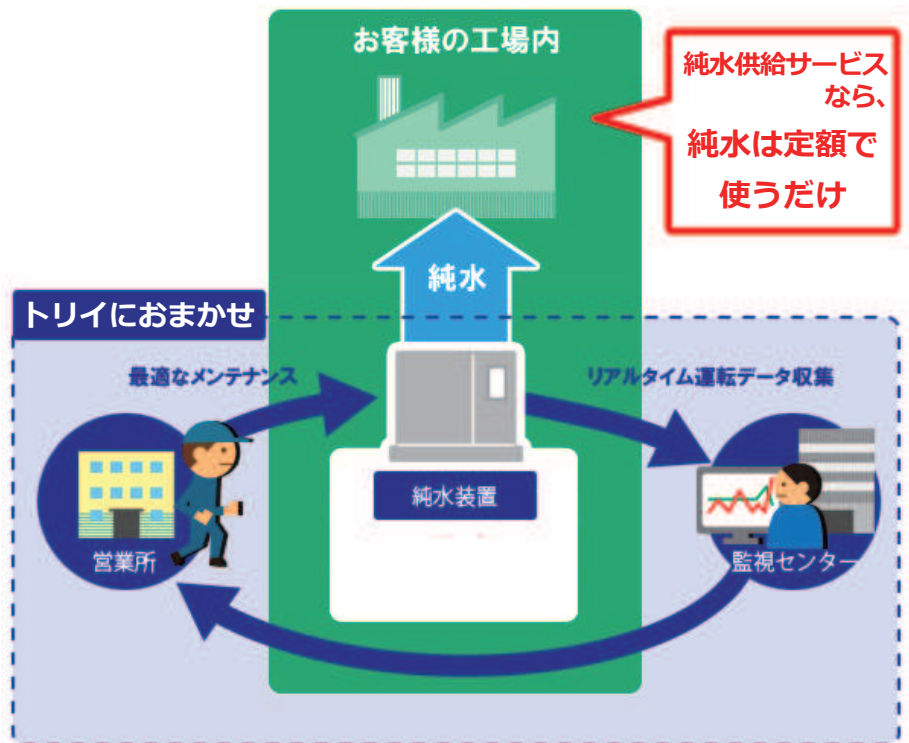 お客様の工場内
純水供給サービス
なら、
純水は定額で
使うだけ
純水
トリイにおまかせ
最適なメンテナンス
リアルタイム運転データ収集
純水装置
営業所
監視センター